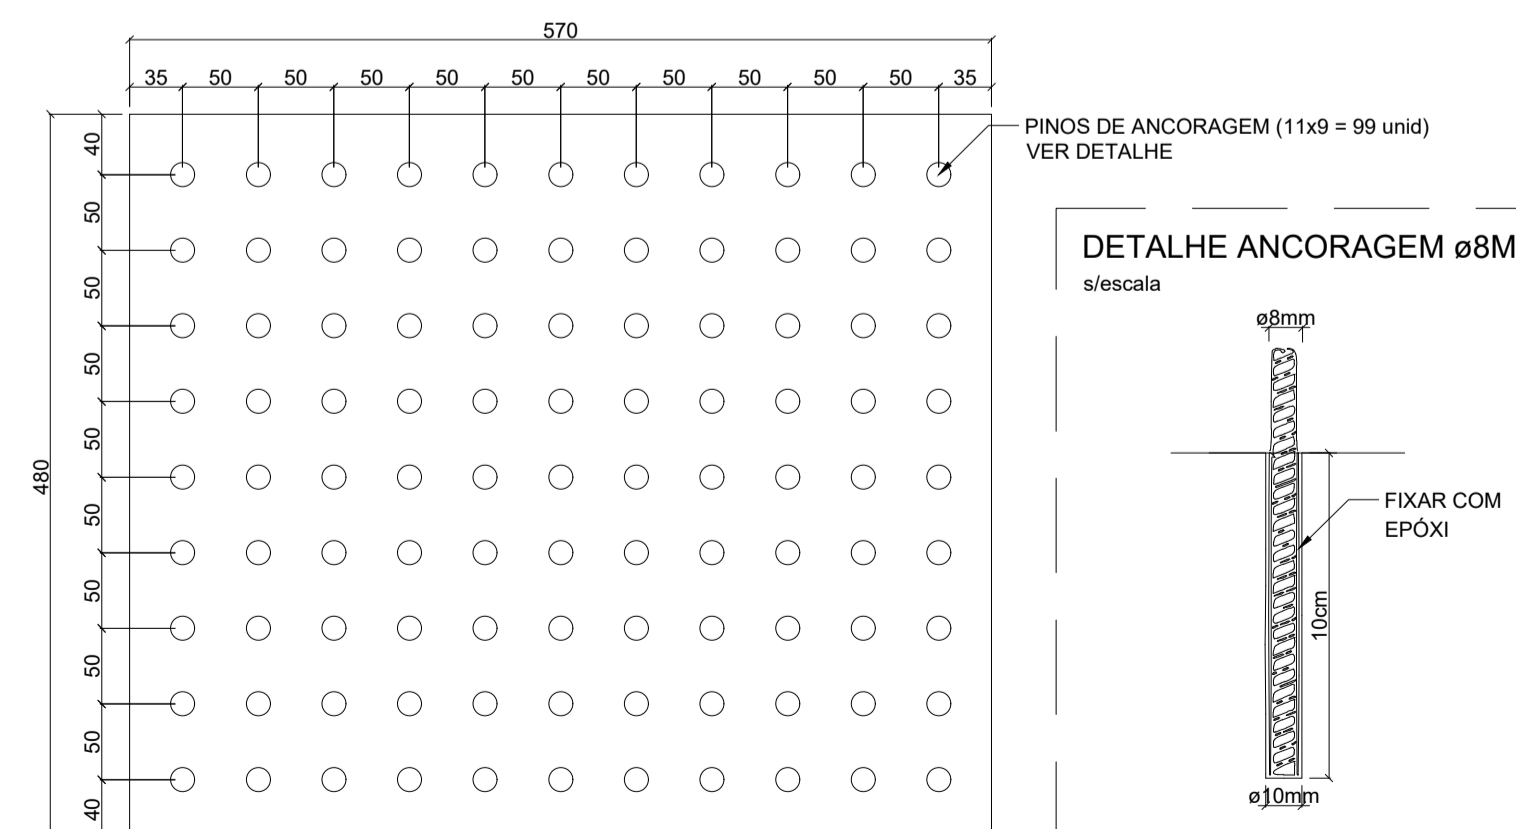 570
35 50 50 50 50 50 50 50 50 50 50 35
PINOS DE ANCORAGEM (11x9 = 99 unid)
VER DETALHE
40
50
50
50
50
50
50
50
50
40
480
DETALHE ANCORAGEM ø8M
s/escala
ø8mm
FIXAR COM
EPÓXI
10cm
ø10mm